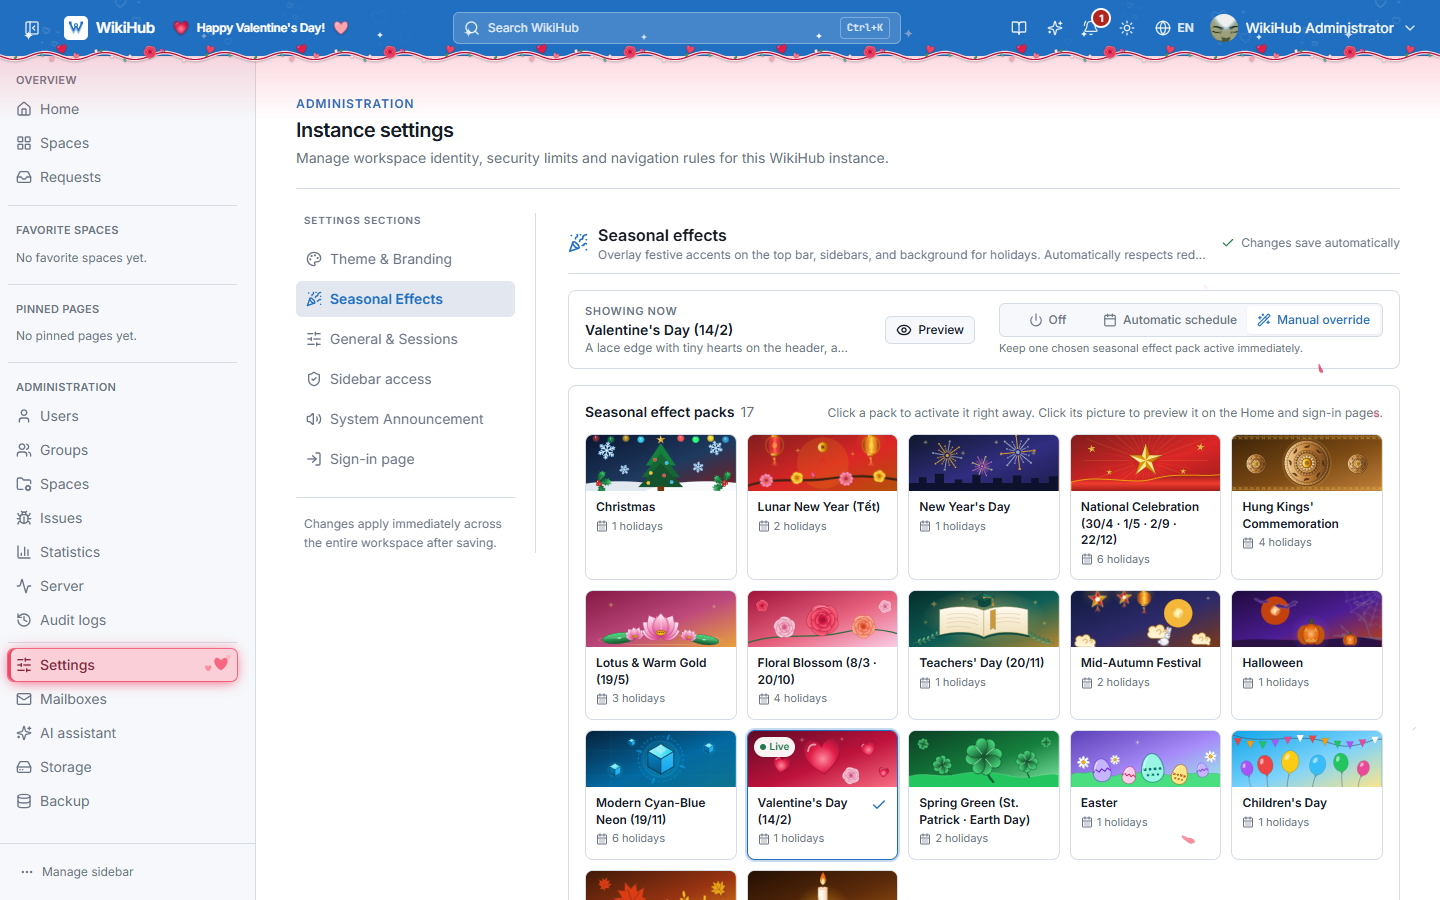 WikiHub
Happy Valentine's Day!
Search WikiHub
Ctrl+K
1
EN
WikiHub Administrator
OVERVIEW
Home
Spaces
Requests
FAVORITE SPACES
No favorite spaces yet.
PINNED PAGES
No pinned pages yet.
ADMINISTRATION
Users
Groups
Spaces
Issues
Statistics
Server
Audit logs
Settings
Mailboxes
AI assistant
Storage
Backup
Manage sidebar
ADMINISTRATION
Instance settings
Manage workspace identity, security limits and navigation rules for this WikiHub instance.
SETTINGS SECTIONS
Theme & Branding
Seasonal Effects
General & Sessions
Sidebar access
System Announcement
Sign-in page
Changes apply immediately across
the entire workspace after saving.
Seasonal effects
Overlay festive accents on the top bar, sidebars, and background for holidays. Automatically respects red...
Changes save automatically
SHOWING NOW
Valentine's Day (14/2)
A lace edge with tiny hearts on the header, a...
Preview
Off
Automatic schedule
Manual override
Keep one chosen seasonal effect pack active immediately.
Seasonal effect packs 17
Click a pack to activate it right away. Click its picture to preview it on the Home and sign-in pages.
Christmas
1 holidays
Lunar New Year (Tết)
2 holidays
New Year's Day
1 holidays
National Celebration
(30/4 · 1/5 · 2/9 ·
22/12)
6 holidays
Hung Kings'
Commemoration
4 holidays
Lotus & Warm Gold
(19/5)
3 holidays
Floral Blossom (8/3 ·
20/10)
4 holidays
Teachers' Day (20/11)
1 holidays
Mid-Autumn Festival
2 holidays
Halloween
1 holidays
Modern Cyan-Blue
Neon (19/11)
6 holidays
Live
Valentine's Day
(14/2)
1 holidays
Spring Green (St.
Patrick · Earth Day)
2 holidays
Easter
1 holidays
Children's Day
1 holidays